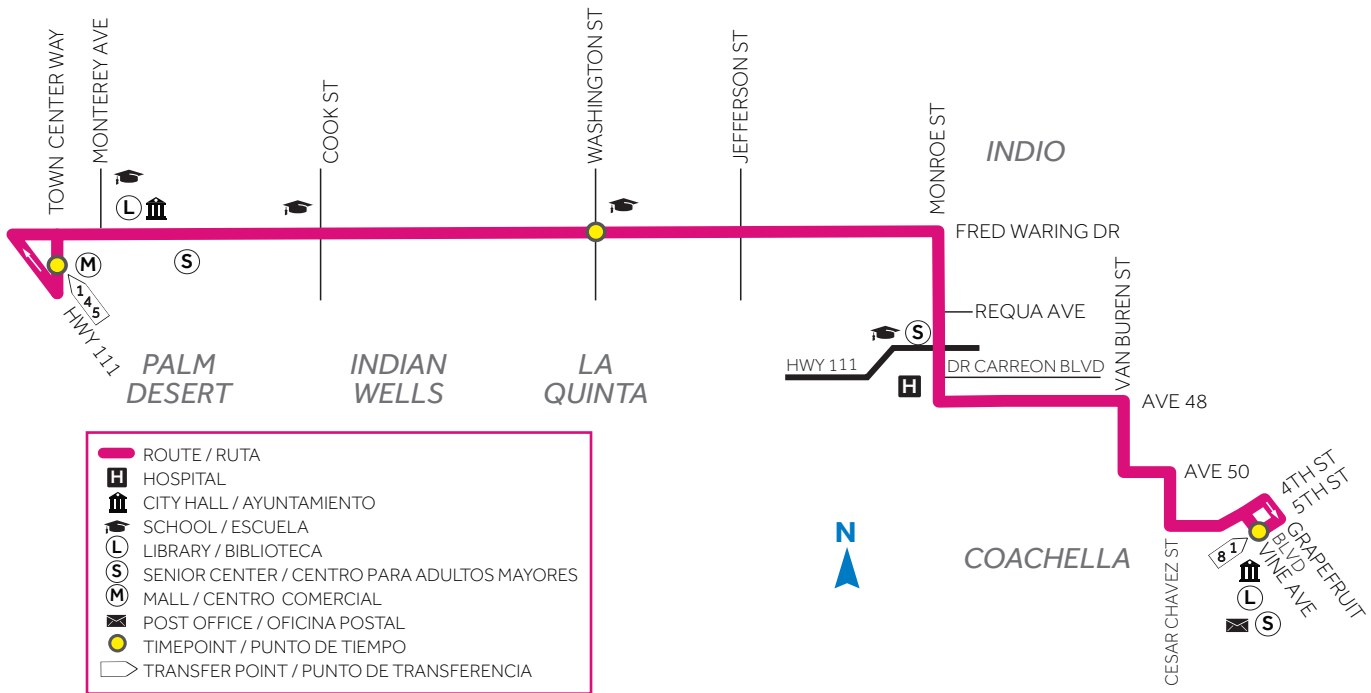 TOWN CENTER WAY
MONTEREY AVE
COOK ST
WASHINGTON ST
JEFFERSON ST
MONROE ST
INDIO
L
FRED WARING DR
M
S
1
4
5
HWY 111
VAN BUREN ST
REQUA AVE
S
HWY 111
DR CARREON BLVD
H
PALM
DESERT
INDIAN
WELLS
LA
QUINTA
AVE 48
AVE 50
4TH ST
5TH ST
GRAPEFRUIT
BLVD
VINE AVE
8 1
L
S
CESAR CHAVEZ ST
COACHELLA
N
ROUTE / RUTA
H HOSPITAL
CITY HALL / AYUNTAMIENTO
SCHOOL / ESCUELA
L LIBRARY / BIBLIOTECA
S SENIOR CENTER / CENTRO PARA ADULTOS MAYORES
M MALL / CENTRO COMERCIAL
POST OFFICE / OFICINA POSTAL
TIMEPOINT / PUNTO DE TIEMPO
TRANSFER POINT / PUNTO DE TRANSFERENCIA